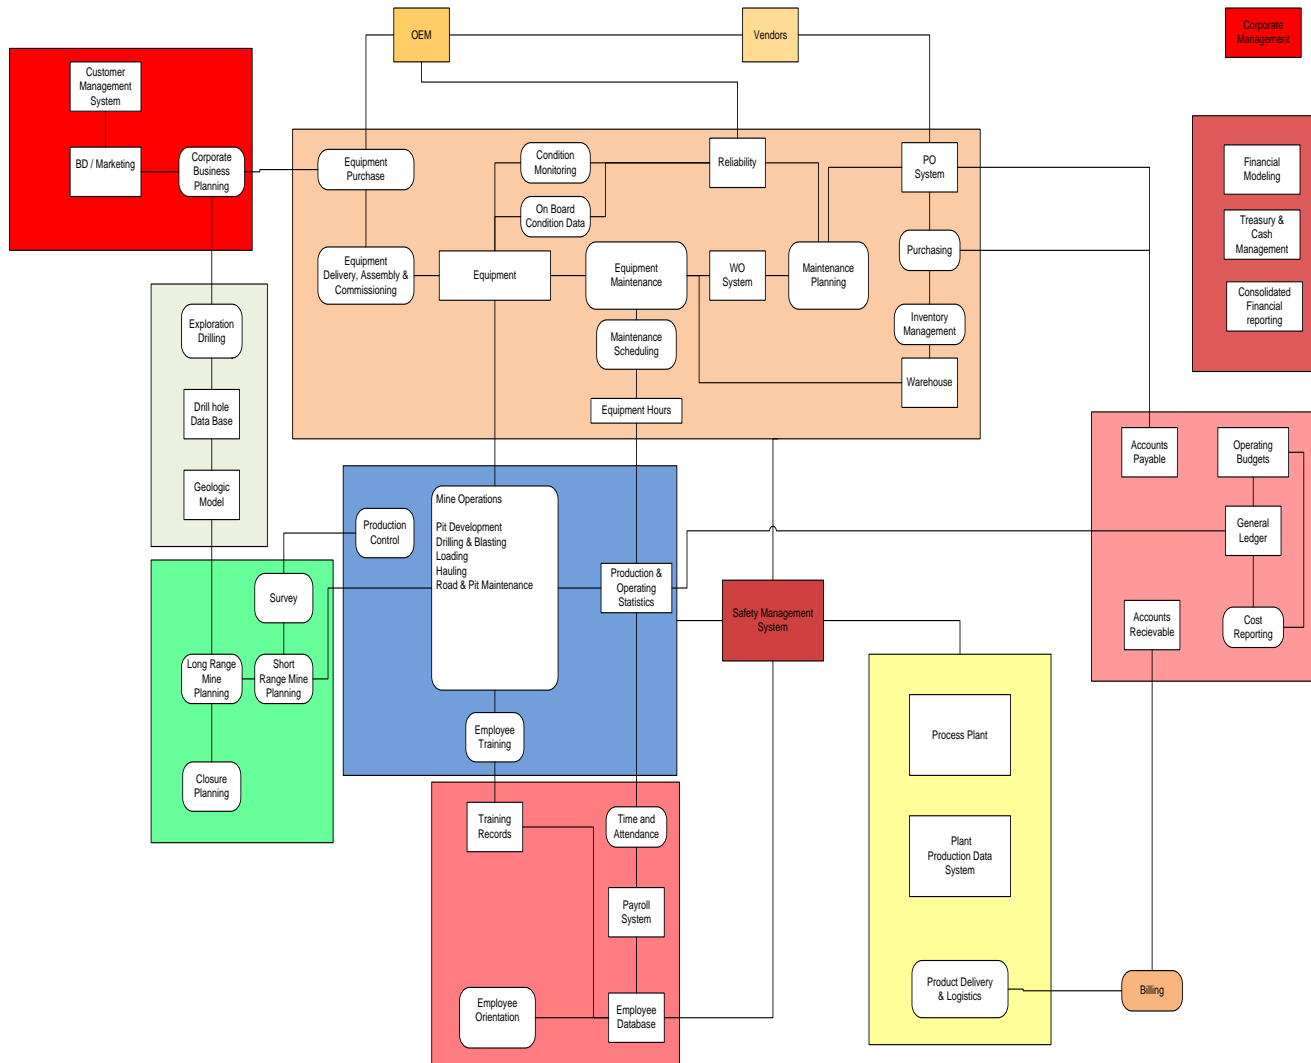 OEM
Vendors
Corporate
Management
Customer
Management
System
BD / Marketing
Corporate
Business
Planning
Equipment
Purchase
Condition
Monitoring
Reliability
PO
System
Financial
Modeling
On Board
Condition Data
Treasury &
Cash
Management
Equipment
Delivery, Assembly &
Commissioning
Equipment
Equipment
Maintenance
WO
System
Maintenance
Planning
Purchasing
Consolidated
Financial
reporting
Exploration
Drilling
Maintenance
Scheduling
Inventory
Management
Warehouse
Drill hole
Data Base
Equipment Hours
Accounts
Payable
Operating
Budgets
Geologic
Model
Production
Control
Mine Operations
Pit Development
Drilling & Blasting
Loading
Hauling
Road & Pit Maintenance
General
Ledger
Survey
Production &
Operating
Statistics
Safety Management
System
Accounts
Recievable
Cost
Reporting
Long Range
Mine
Planning
Short
Range Mine
Planning
Employee
Training
Process Plant
Closure
Planning
Training
Records
Time and
Attendance
Plant
Production Data
System
Payroll
System
Product Delivery
& Logistics
Billing
Employee
Orientation
Employee
Database